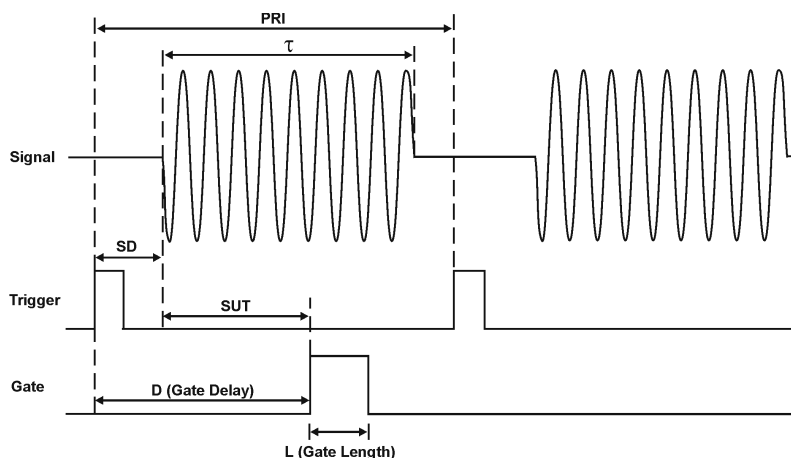 PRI
τ
Signal
SD
Trigger
SUT
Gate
D (Gate Delay)
L (Gate Length)